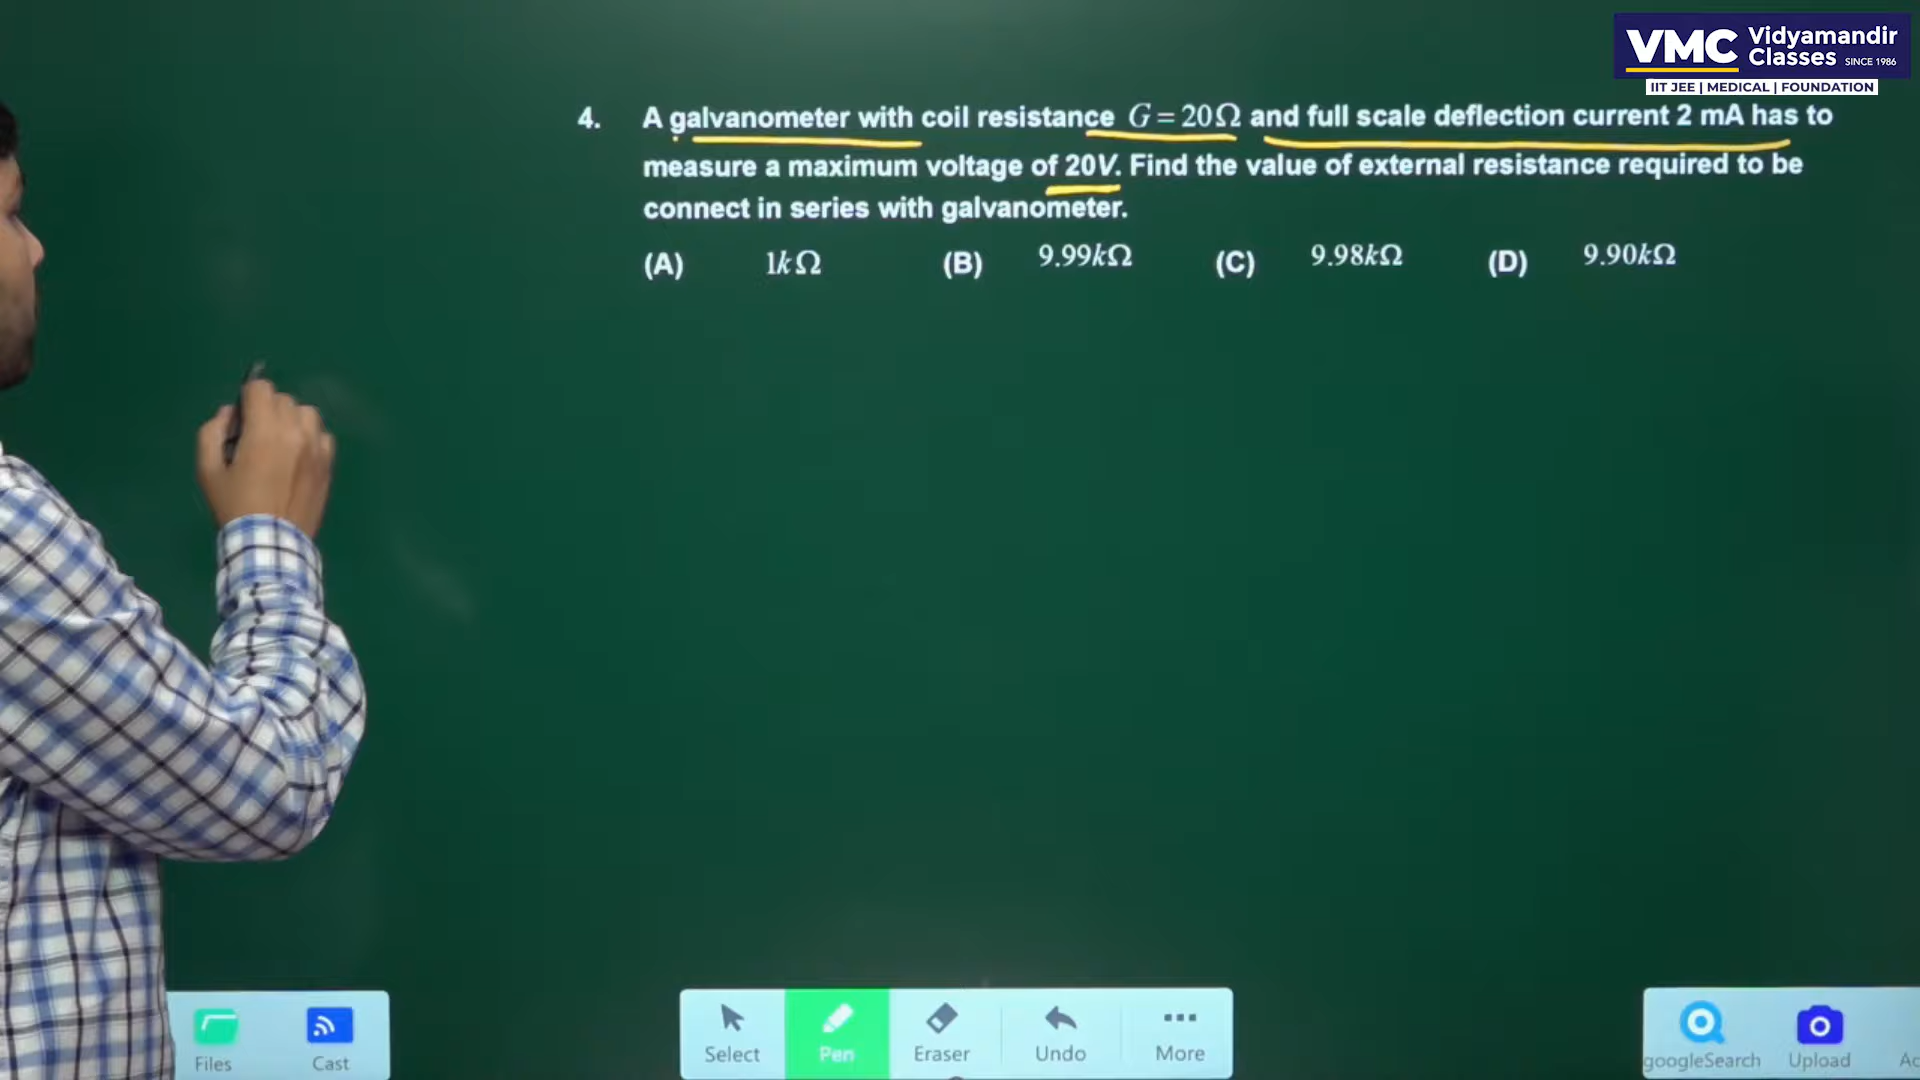 VMC Vidyamandir
Classes SINCE 1986
IIT JEE | MEDICAL | FOUNDATION
4. A galvanometer with coil resistance G = 20Ω and full scale deflection current 2 mA has to
measure a maximum voltage of 20V. Find the value of external resistance required to be
connect in series with galvanometer.
(A) 1kΩ (B) 9.99kΩ (C) 9.98kΩ (D) 9.90kΩ
Files Cast Select Pen Eraser Undo More googleSearch Upload